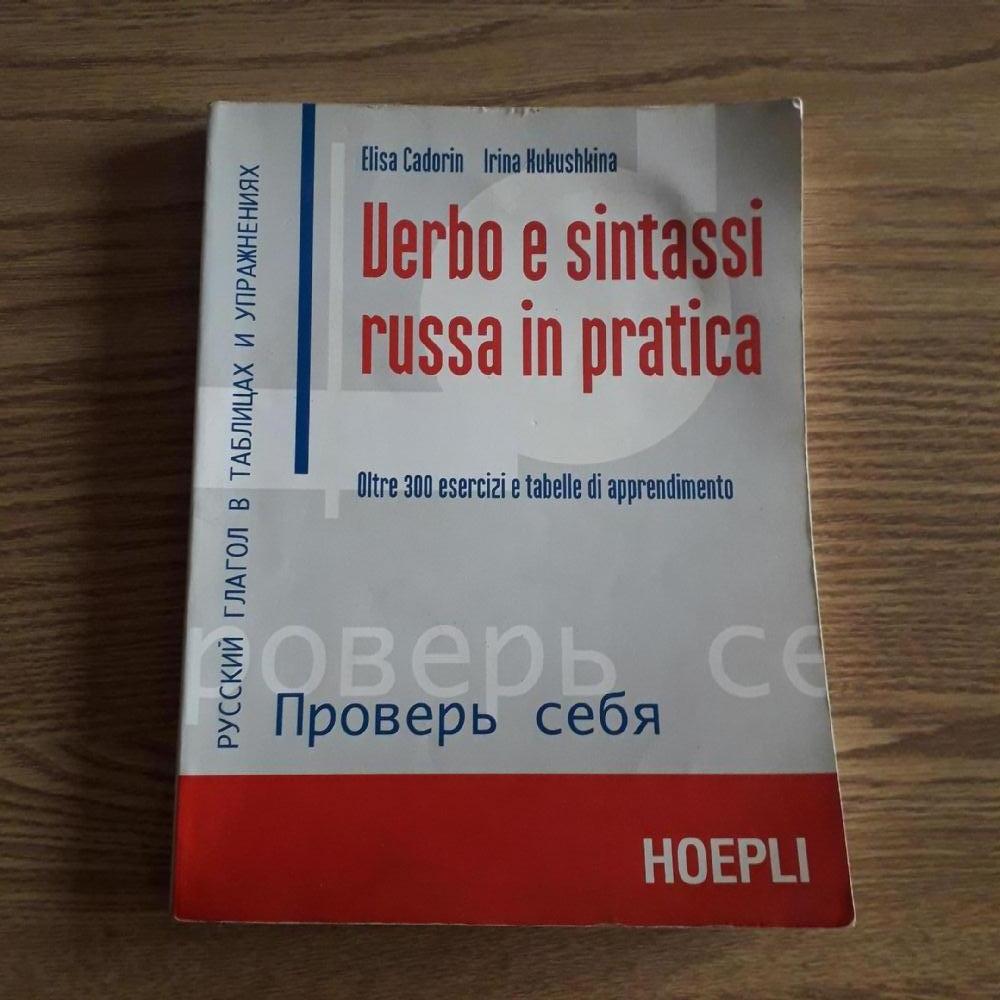 Elisa Cadorin Irina Kukushkina
Verbo e sintassi
russa in pratica
Oltre 300 esercizi e tabelle di apprendimento
РУССКИЙ ГЛАГОЛ В ТАБЛИЦАХ И УПРАЖНЕНИЯХ
роверь се
Проверь себя
HOEPLI